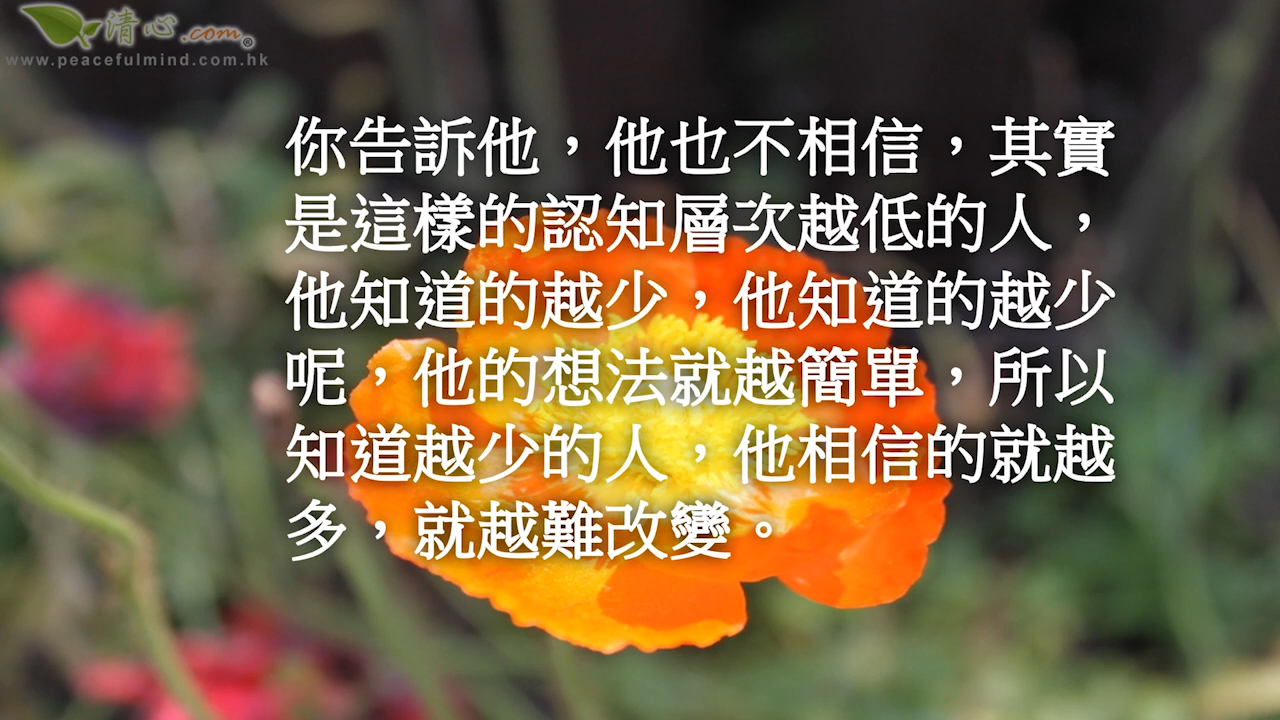 清心.com®
www.peacefulmind.com.hk
你告訴他，他也不相信，其實
是這樣的認知層次越低的人，
他知道的越少，他知道的越少
呢，他的想法就越簡單，所以
知道越少的人，他相信的就越
多，就越難改變。